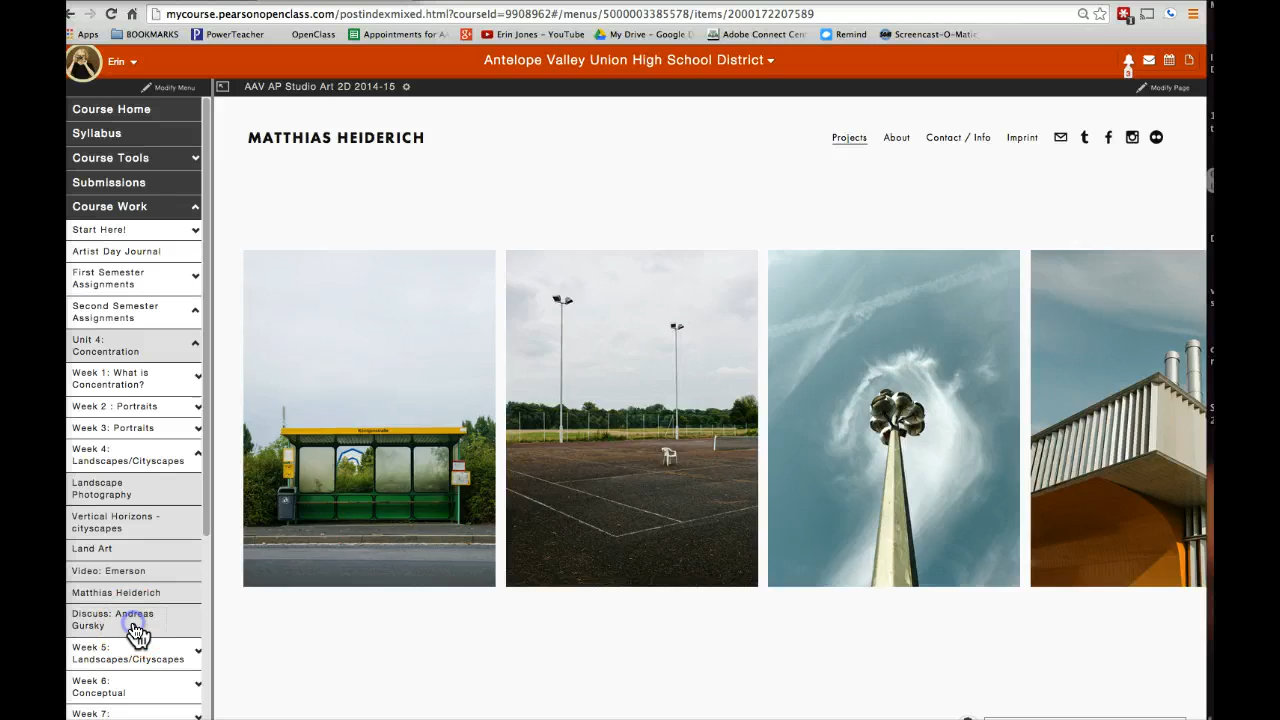 mycourse.pearsonopenclass.com/postindexmixed.html?courseId=9908962#/menus/5000003385578/items/2000172207589
Apps BOOKMARKS PowerTeacher OpenClass Appointments for A Erin Jones – YouTube My Drive - Google D Adobe Connect Cen Remind Screencast-O-Matic
Erin Antelope Valley Union High School District
3
Modify Menu AAV AP Studio Art 2D 2014-15 Modify Page
Course Home
Syllabus
Course Tools
Submissions
Course Work
Start Here!
Artist Day Journal
First Semester
Assignments
Second Semester
Assignments
Unit 4:
Concentration
Week 1: What is
Concentration?
Week 2 : Portraits
Week 3: Portraits
Week 4:
Landscapes/Cityscapes
Landscape
Photography
Vertical Horizons -
cityscapes
Land Art
Video: Emerson
Matthias Heiderich
Discuss: Andreas
Gursky
Week 5:
Landscapes/Cityscapes
Week 6:
Conceptual
Week 7:
MATTHIAS HEIDERICH
Projects About Contact / Info Imprint